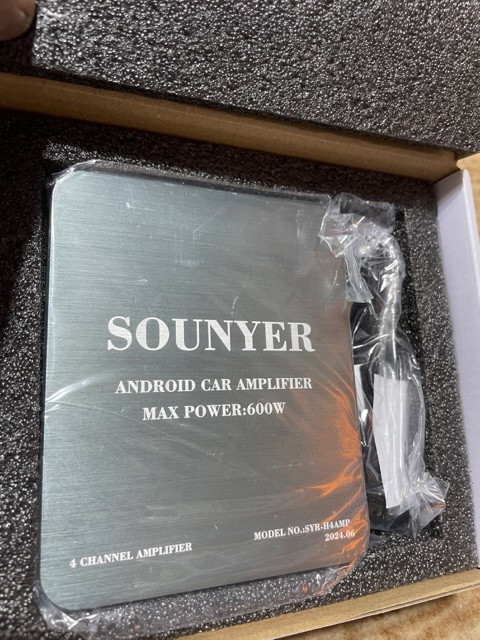 SOUNYER
ANDROID CAR AMPLIFIER
MAX POWER:600W
4 CHANNEL AMPLIFIER
MODEL NO.:SYR-H4AMP
2024.06